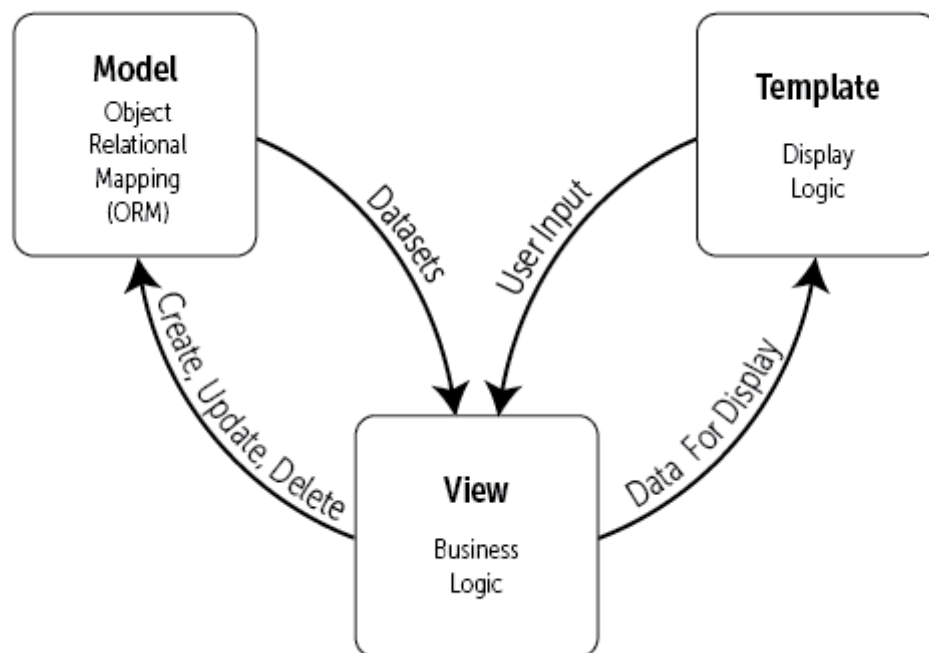 Model
Object
Relational
Mapping
(ORM)
Template
Display
Logic
Datasets
User Input
Create, Update, Delete
Data For Display
View
Business
Logic